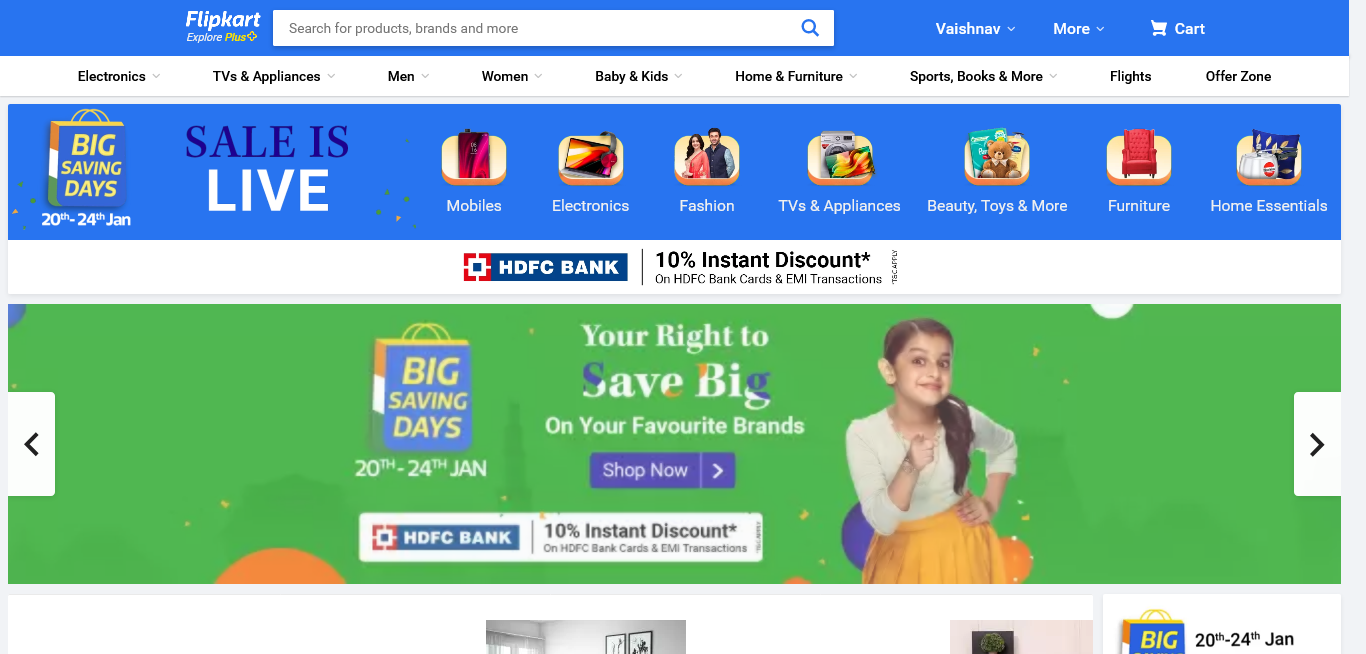 Flipkart
Explore Plus
Search for products, brands and more
Vaishnav
More
Cart
Electronics
TVs & Appliances
Men
Women
Baby & Kids
Home & Furniture
Sports, Books & More
Flights
Offer Zone
BIG
SAVING
DAYS
20th - 24th Jan
SALE IS
LIVE
Mobiles
Electronics
Fashion
TVs & Appliances
Beauty, Toys & More
Furniture
Home Essentials
HDFC BANK
10% Instant Discount*
On HDFC Bank Cards & EMI Transactions
*T&C APPLY
BIG
SAVING
DAYS
20TH - 24TH JAN
Your Right to
Save Big
On Your Favourite Brands
Shop Now
HDFC BANK
10% Instant Discount*
On HDFC Bank Cards & EMI Transactions
*T&C APPLY
BIG
20th-24th Jan